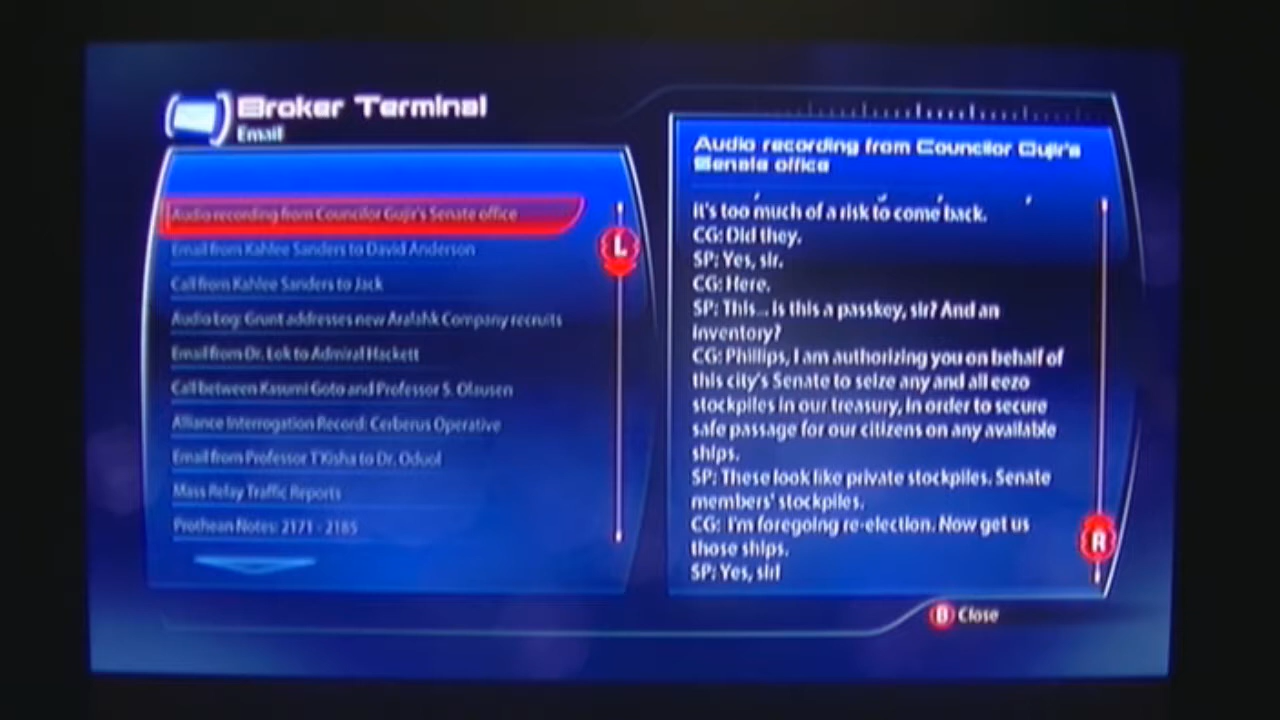 Broker Terminal
Email
Audio recording from Councilor Gujir's Senate office
Email from Kahlee Sanders to David Anderson
Call from Kahlee Sanders to Jack
Audio Log: Grunt addresses new Aralahk Company recruits
Email from Dr. Lok to Admiral Hackett
Call between Kasumi Goto and Professor S. Olausen
Alliance Interrogation Record: Cerberus Operative
Email from Professor T'Kisha to Dr. Oduol
Mass Relay Traffic Reports
Prothean Notes: 2171 - 2185
L
Audio recording from Councilor Gujir's
Senate office
it's too much of a risk to come back.
CG: Did they.
SP: Yes, sir.
CG: Here.
SP: This... is this a passkey, sir? And an
inventory?
CG: Phillips, I am authorizing you on behalf of
this city's Senate to seize any and all eezo
stockpiles in our treasury, in order to secure
safe passage for our citizens on any available
ships.
SP: These look like private stockpiles. Senate
members' stockpiles.
CG: I'm foregoing re-election. Now get us
those ships.
SP: Yes, sir!
R
B Close